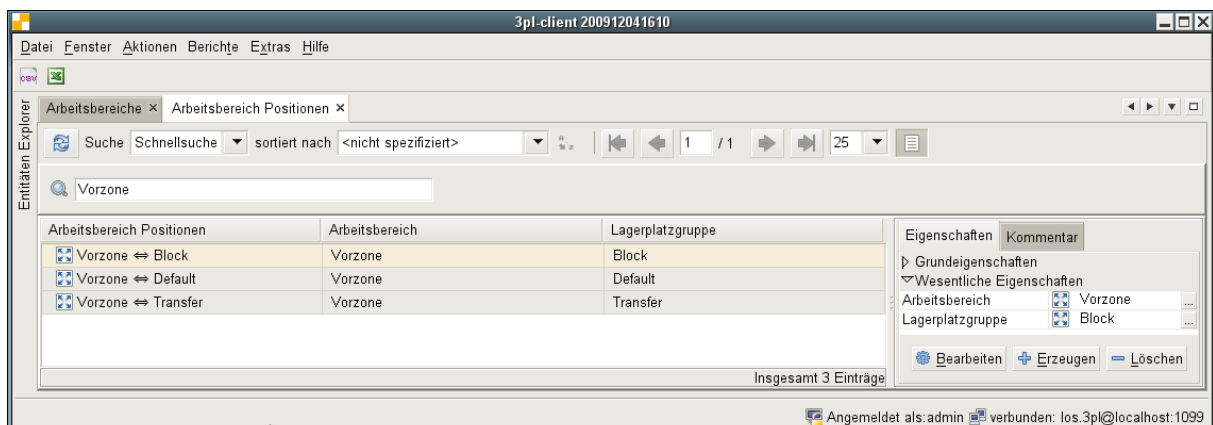 3pl-client 200912041610
Datei Fenster Aktionen Berichte Extras Hilfe
csv
Entitäten Explorer
Arbeitsbereiche × Arbeitsbereich Positionen ×
Suche Schnellsuche sortiert nach <nicht spezifiziert> 1 / 1 25
Vorzone
Arbeitsbereich Positionen Arbeitsbereich Lagerplatzgruppe
Vorzone ⇔ Block Vorzone Block
Vorzone ⇔ Default Vorzone Default
Vorzone ⇔ Transfer Vorzone Transfer
Insgesamt 3 Einträge
Eigenschaften Kommentar
Grundeigenschaften
Wesentliche Eigenschaften
Arbeitsbereich Vorzone ...
Lagerplatzgruppe Block ...
Bearbeiten Erzeugen Löschen
Angemeldet als: admin verbunden: los.3pl@localhost:1099